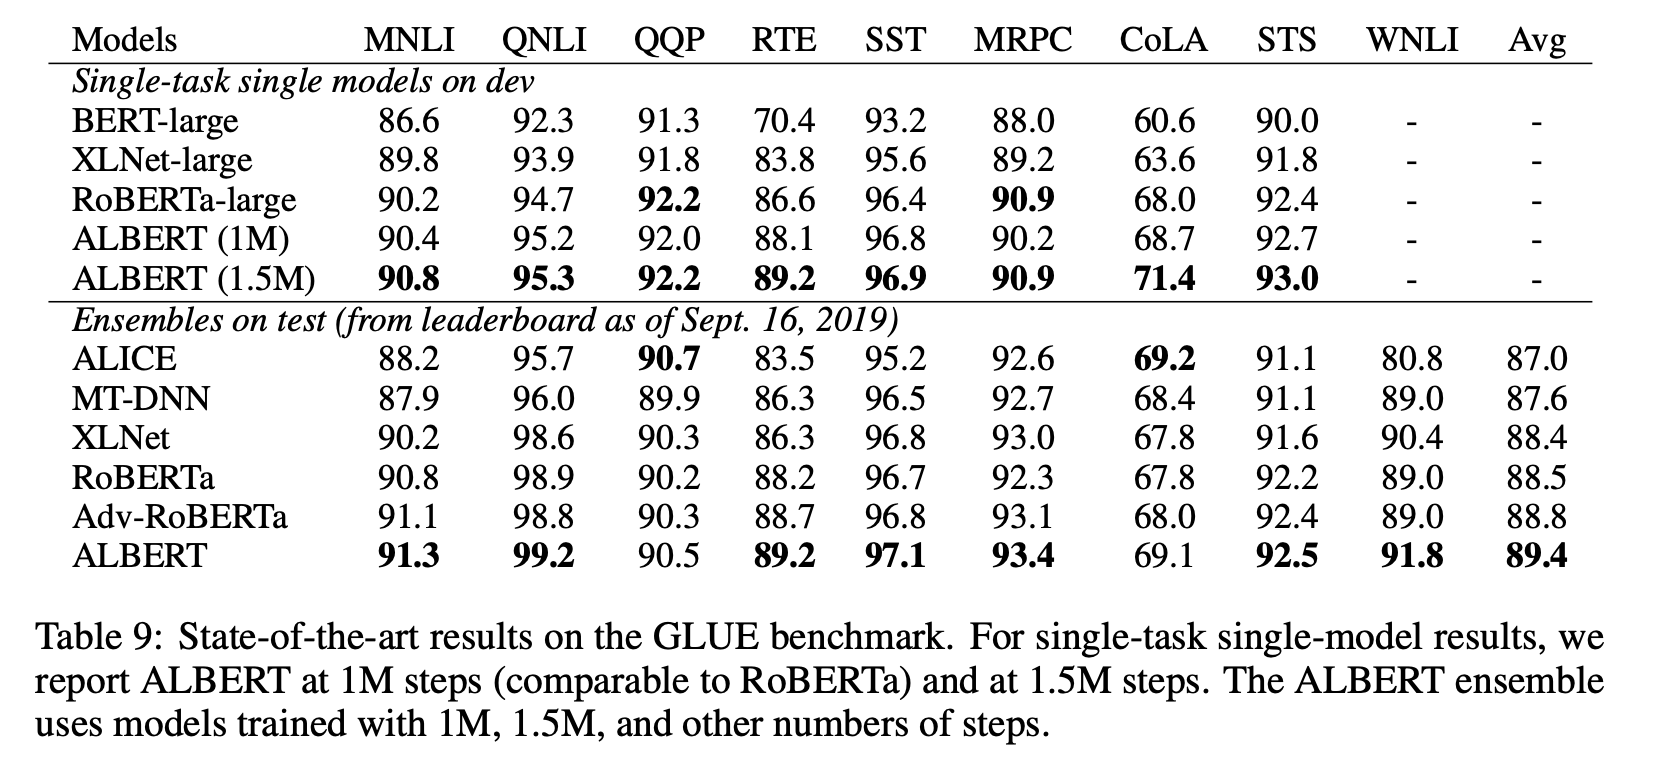 Models MNLI QNLI QQP RTE SST MRPC CoLA STS WNLI Avg
Single-task single models on dev
BERT-large 86.6 92.3 91.3 70.4 93.2 88.0 60.6 90.0 - -
XLNet-large 89.8 93.9 91.8 83.8 95.6 89.2 63.6 91.8 - -
RoBERTa-large 90.2 94.7 92.2 86.6 96.4 90.9 68.0 92.4 - -
ALBERT (1M) 90.4 95.2 92.0 88.1 96.8 90.2 68.7 92.7 - -
ALBERT (1.5M) 90.8 95.3 92.2 89.2 96.9 90.9 71.4 93.0 - -
Ensembles on test (from leaderboard as of Sept. 16, 2019)
ALICE 88.2 95.7 90.7 83.5 95.2 92.6 69.2 91.1 80.8 87.0
MT-DNN 87.9 96.0 89.9 86.3 96.5 92.7 68.4 91.1 89.0 87.6
XLNet 90.2 98.6 90.3 86.3 96.8 93.0 67.8 91.6 90.4 88.4
RoBERTa 90.8 98.9 90.2 88.2 96.7 92.3 67.8 92.2 89.0 88.5
Adv-RoBERTa 91.1 98.8 90.3 88.7 96.8 93.1 68.0 92.4 89.0 88.8
ALBERT 91.3 99.2 90.5 89.2 97.1 93.4 69.1 92.5 91.8 89.4
Table 9: State-of-the-art results on the GLUE benchmark. For single-task single-model results, we
report ALBERT at 1M steps (comparable to RoBERTa) and at 1.5M steps. The ALBERT ensemble
uses models trained with 1M, 1.5M, and other numbers of steps.